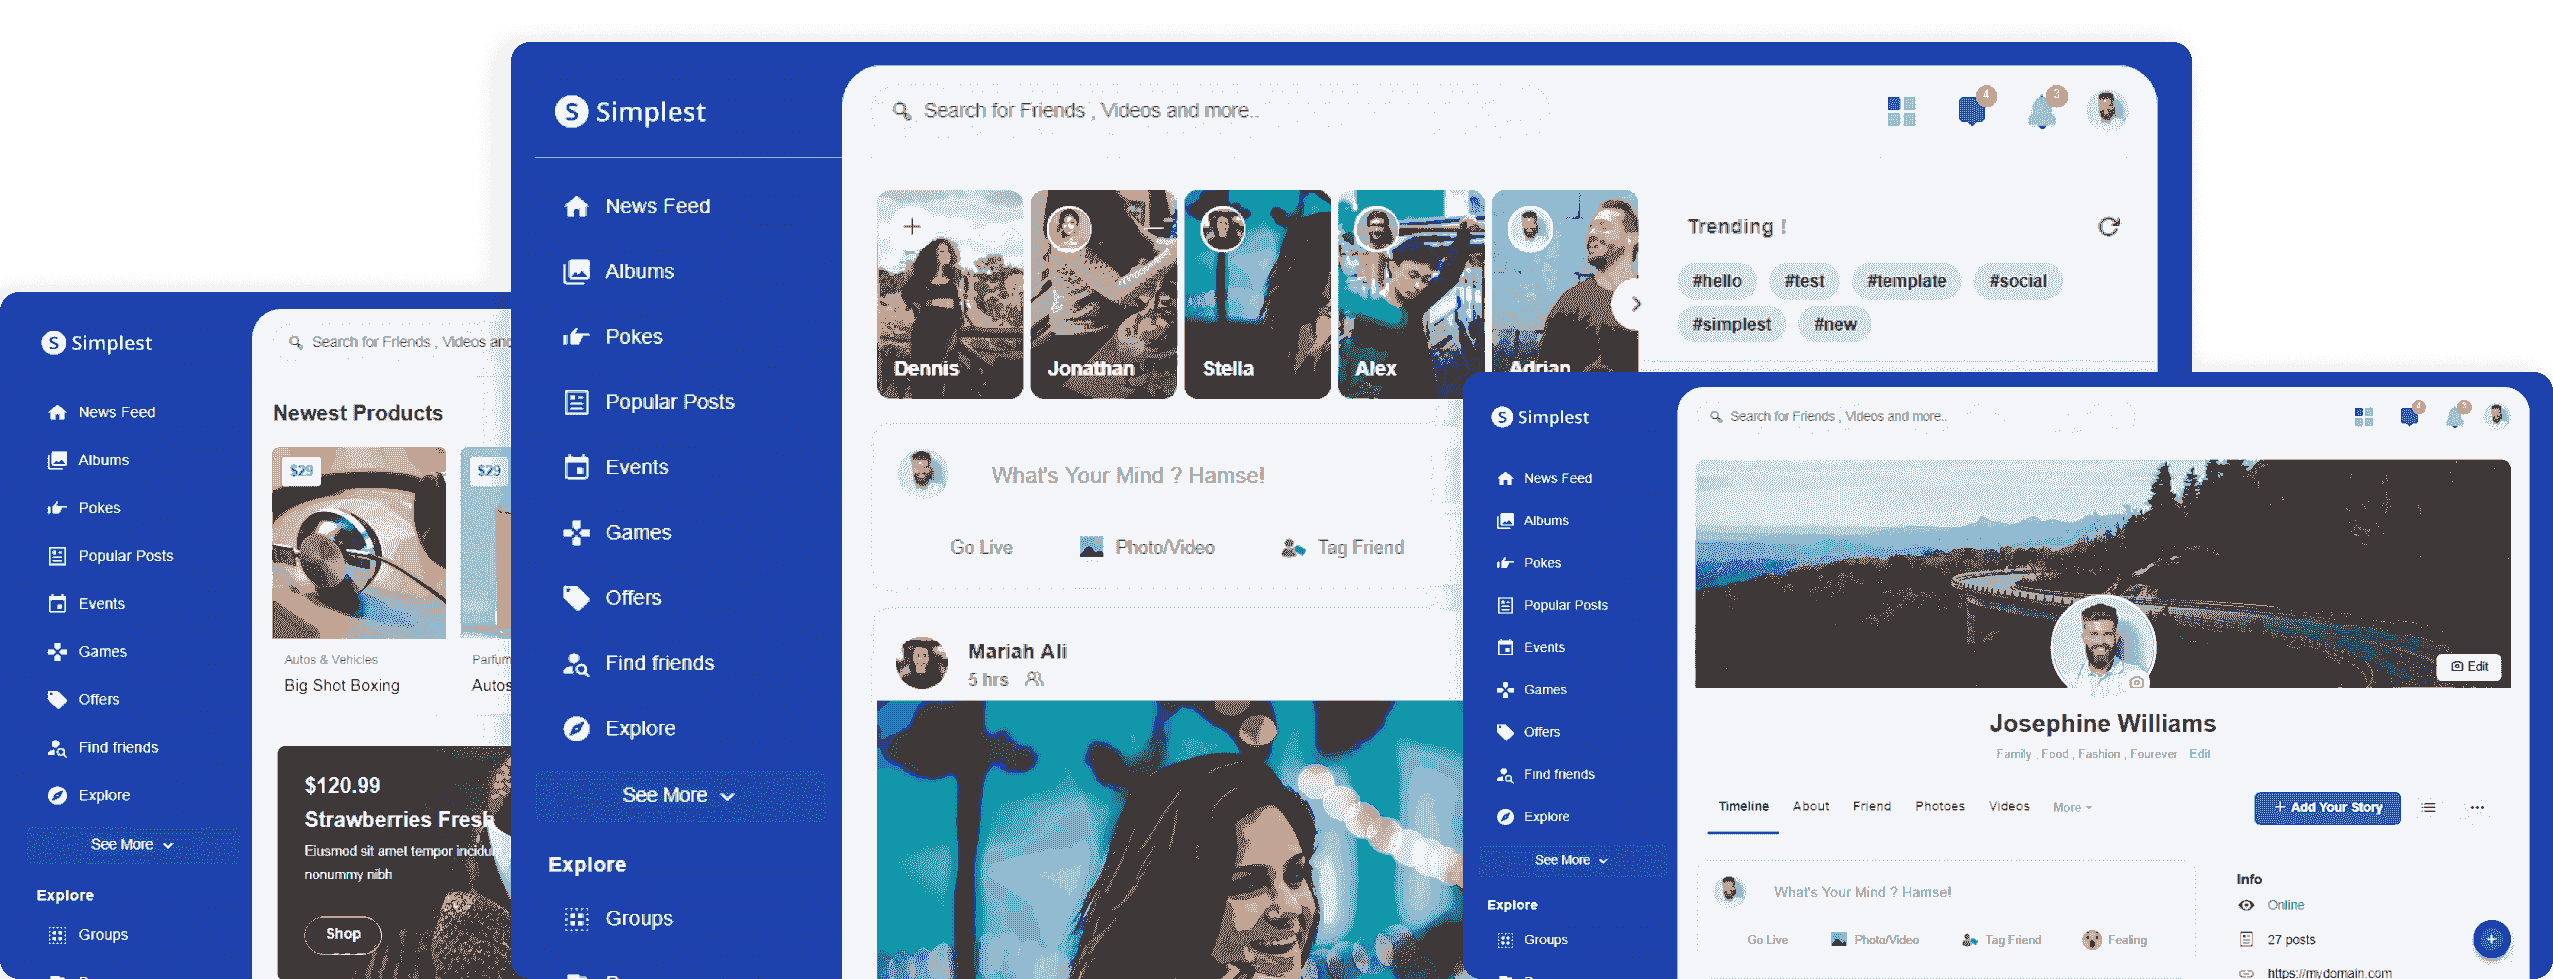 Simplest
Search for Friends , Videos and more..
4
3
News Feed
Albums
Pokes
Popular Posts
Events
Games
Offers
Find friends
Explore
See More
Explore
Groups
Dennis
Jonathan
Stella
Alex
Adrian
Trending !
#hello #test #template #social
#simplest #new
What's Your Mind ? Hamse!
Go Live Photo/Video Tag Friend
Mariah Ali
5 hrs
Simplest
Search for Friends , Videos and
News Feed
Albums
Pokes
Popular Posts
Events
Games
Offers
Find friends
Explore
See More
Explore
Groups
Newest Products
$29
$29
Autos & Vehicles
Big Shot Boxing
Parfum
Autos
$120.99
Strawberries Fresh
Eiusmod sit amet tempor incidu
nonummy nibh
Shop
Simplest
Search for Friends , Videos and more..
4
3
News Feed
Albums
Pokes
Popular Posts
Events
Games
Offers
Find friends
Explore
See More
Explore
Groups
Edit
Josephine Williams
Family , Food , Fashion , Fourever Edit
Timeline About Friend Photoes Videos More
+ Add Your Story
What's Your Mind ? Hamse!
Go Live Photo/Video Tag Friend Fealing
Info
Online
27 posts
https://mydomain.com